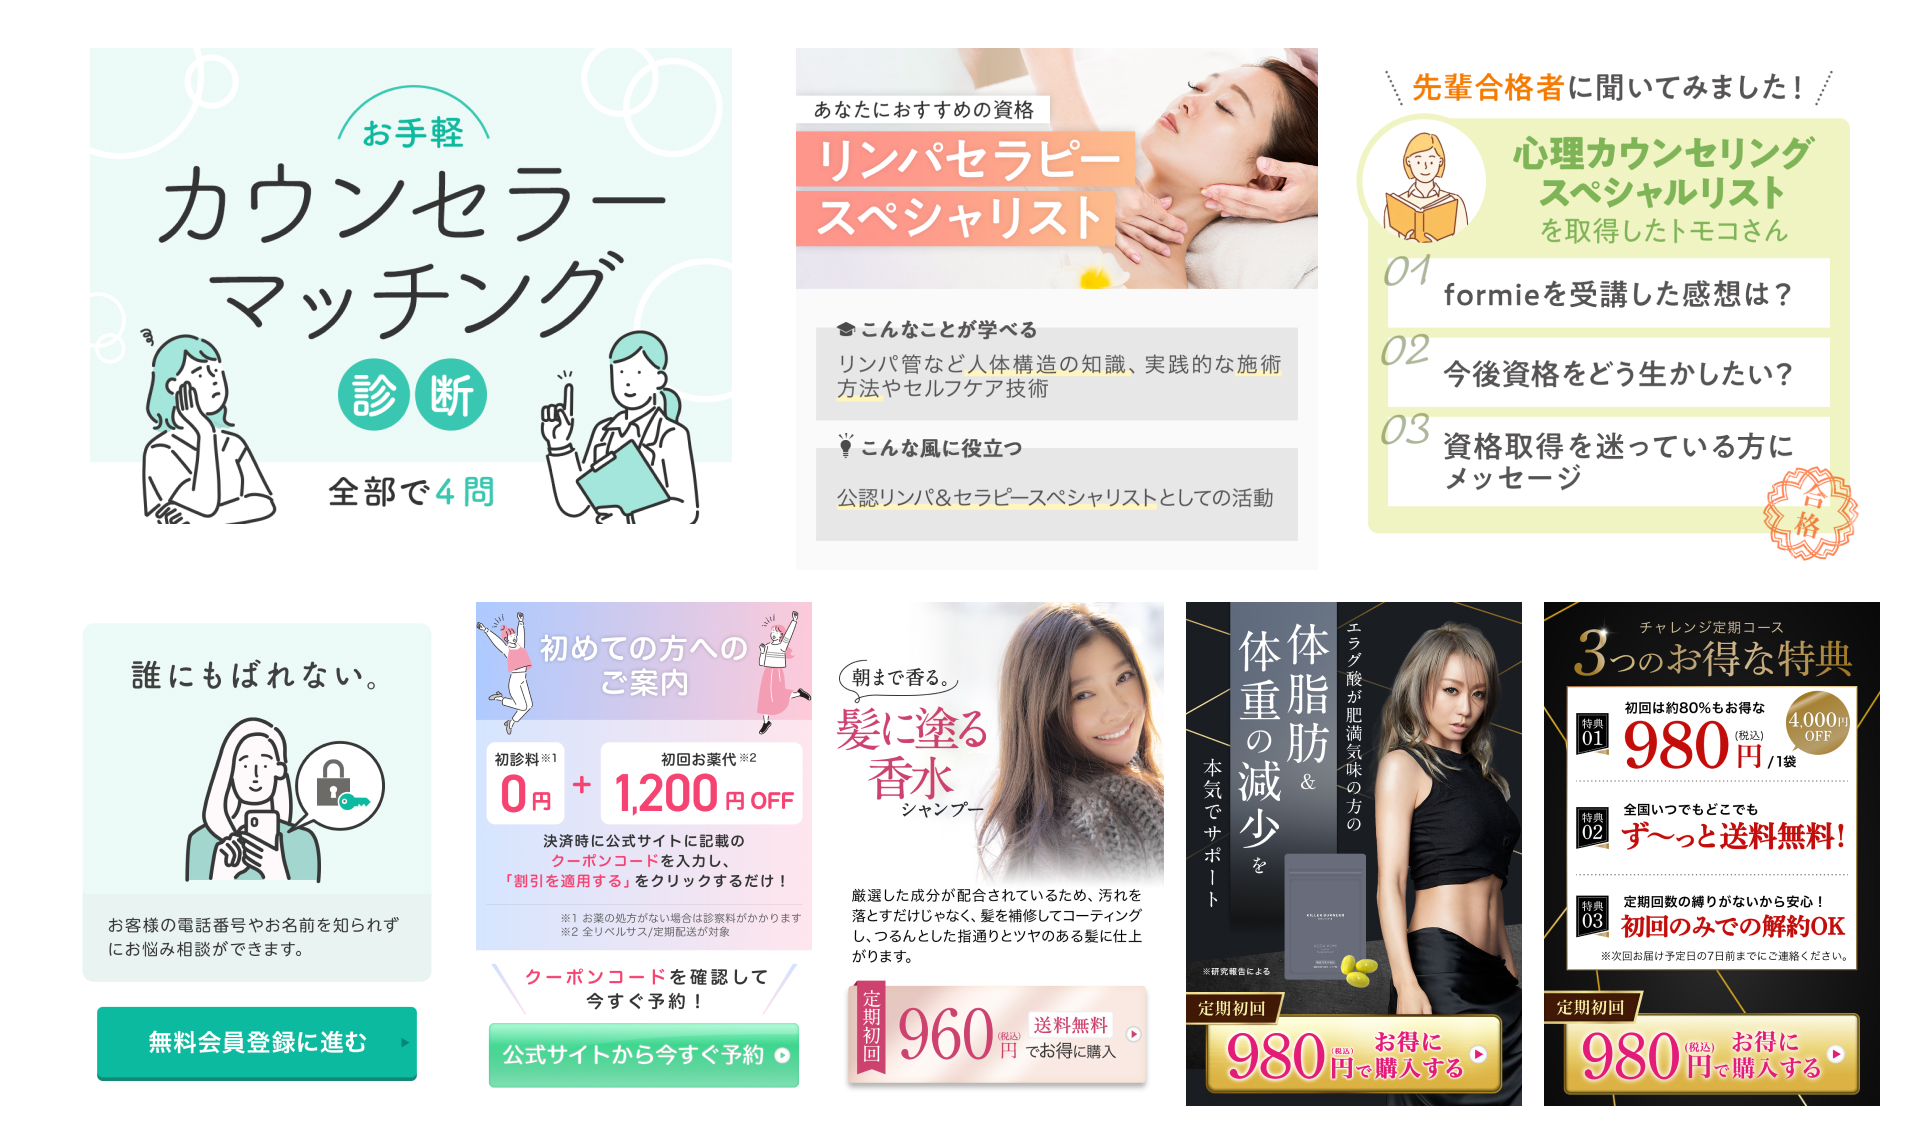 お手軽
カウンセラー
マッチング
診断
全部で4問
あなたにおすすめの資格
リンパセラピー
スペシャリスト
こんなことが学べる
リンパ管など人体構造の知識、実践的な施術
方法やセルフケア技術
こんな風に役立つ
公認リンパ&セラピースペシャリストとしての活動
先輩合格者に聞いてみました!
心理カウンセリング
スペシャルリスト
を取得したトモコさん
01
formieを受講した感想は?
02
今後資格をどう生かしたい?
03
資格取得を迷っている方に
メッセージ
合格
誰にもばれない。
お客様の電話番号やお名前を知られず
にお悩み相談ができます。
無料会員登録に進む
初めての方への
ご案内
初診料※1
0円
+
初回お薬代※2
1,200円OFF
決済時に公式サイトに記載の
クーポンコードを入力し、
「割引を適用する」をクリックするだけ!
※1 お薬の処方がない場合は診察料がかかります
※2 全リベルサス/定期配送が対象
クーポンコードを確認して
今すぐ予約!
公式サイトから今すぐ予約
朝まで香る。
髪に塗る
香水
シャンプー
厳選した成分が配合されているため、汚れを
落とすだけじゃなく、髪を補修してコーティング
し、つるんとした指通りとツヤのある髪に仕上
がります。
定期初回
960円(税込)
送料無料
でお得に購入
エラグ酸が肥満気味の方の
体脂肪&
体重の減少を
本気でサポート
KILLER BURNERS
※研究報告による
定期初回
980円(税込)で
お得に
購入する
チャレンジ定期コース
3つのお得な特典
特典01
初回は約80%もお得な
980円(税込)/1袋
4,000円
OFF
特典02
全国いつでもどこでも
ず〜っと送料無料!
特典03
定期回数の縛りがないから安心!
初回のみでの解約OK
※次回お届け予定日の7日前までにご連絡ください。
定期初回
980円(税込)で
お得に
購入する